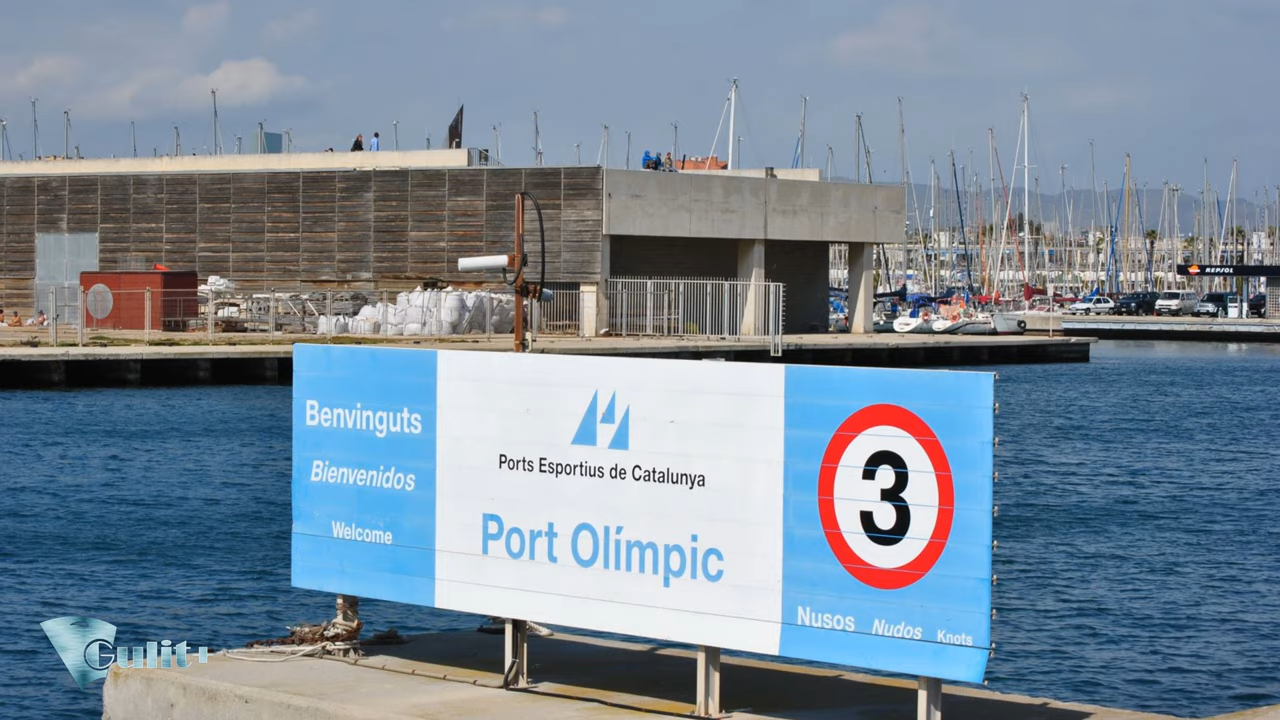 REPSOL
Benvinguts
Bienvenidos
Welcome
Ports Esportius de Catalunya
Port Olímpic
3
Nusos Nudos Knots
Gulit+